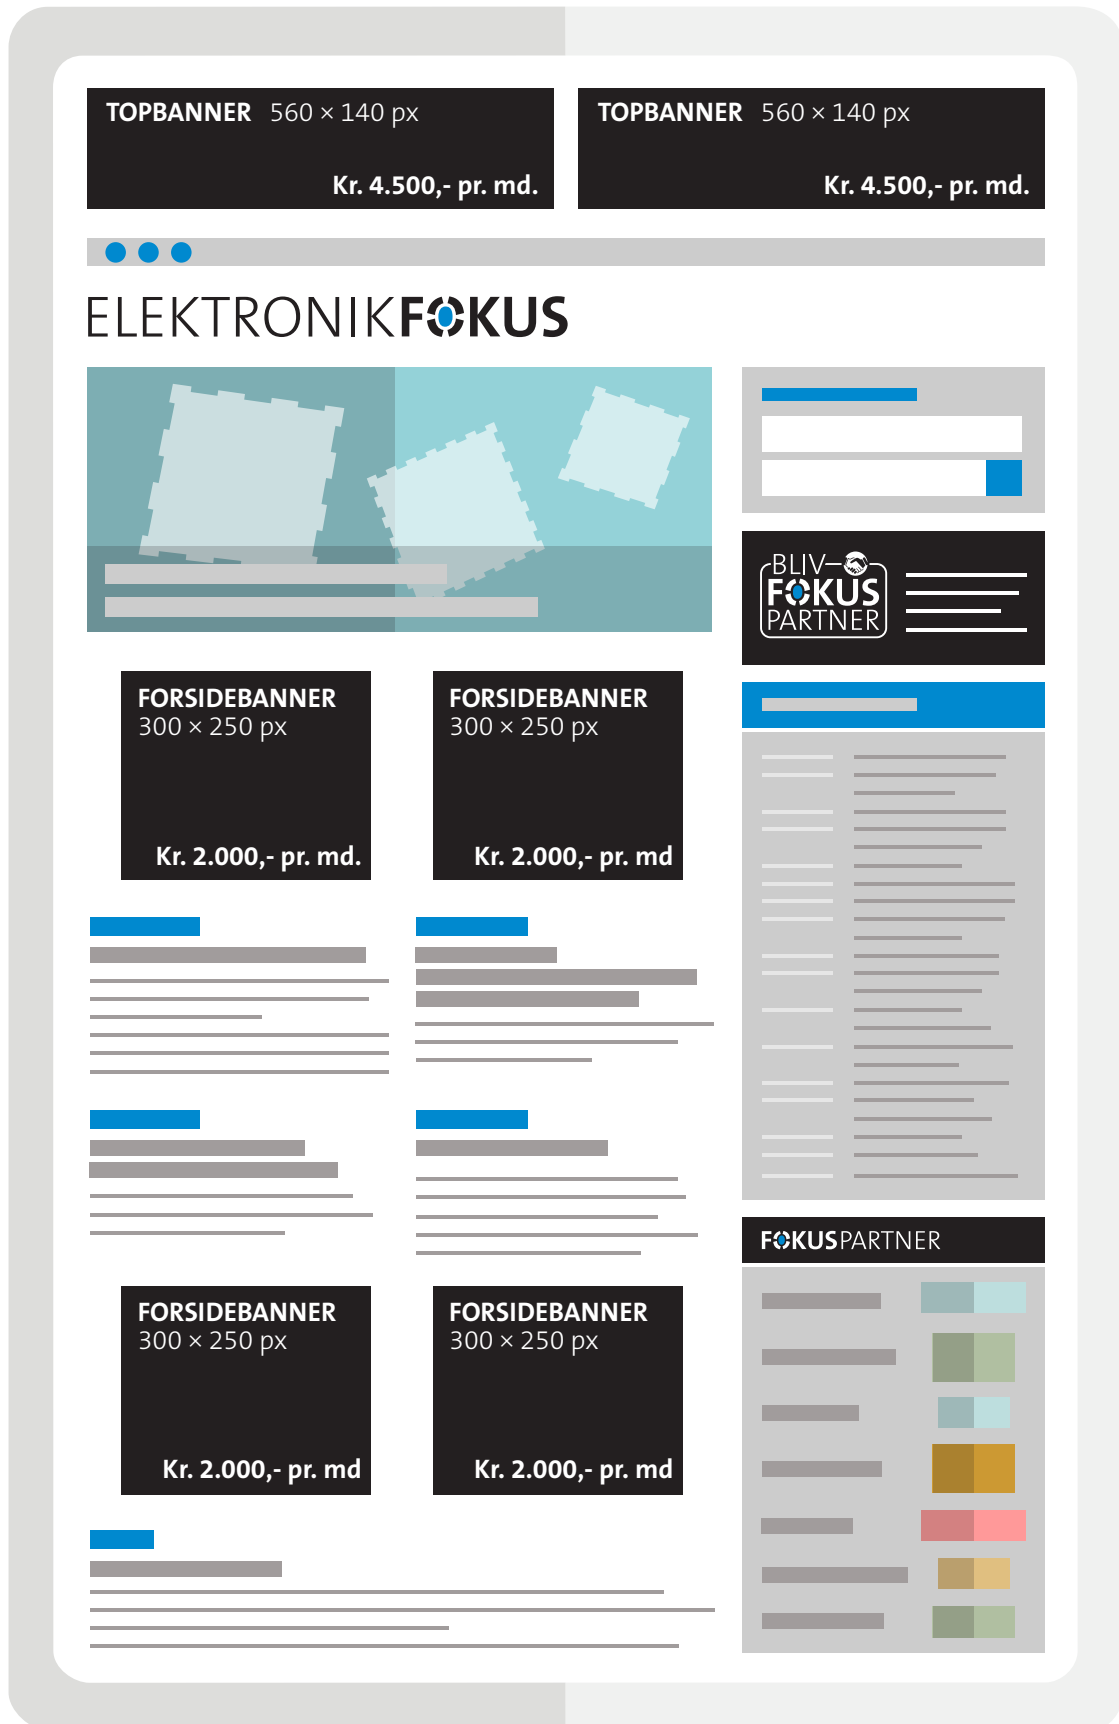 TOPBANNER 560 × 140 px
Kr. 4.500,- pr. md.
TOPBANNER 560 × 140 px
Kr. 4.500,- pr. md.
ELEKTRONIKFOKUS
BLIV
FOKUS
PARTNER
FORSIDEBANNER
300 × 250 px
Kr. 2.000,- pr. md.
FORSIDEBANNER
300 × 250 px
Kr. 2.000,- pr. md
FOKUSPARTNER
FORSIDEBANNER
300 × 250 px
Kr. 2.000,- pr. md
FORSIDEBANNER
300 × 250 px
Kr. 2.000,- pr. md